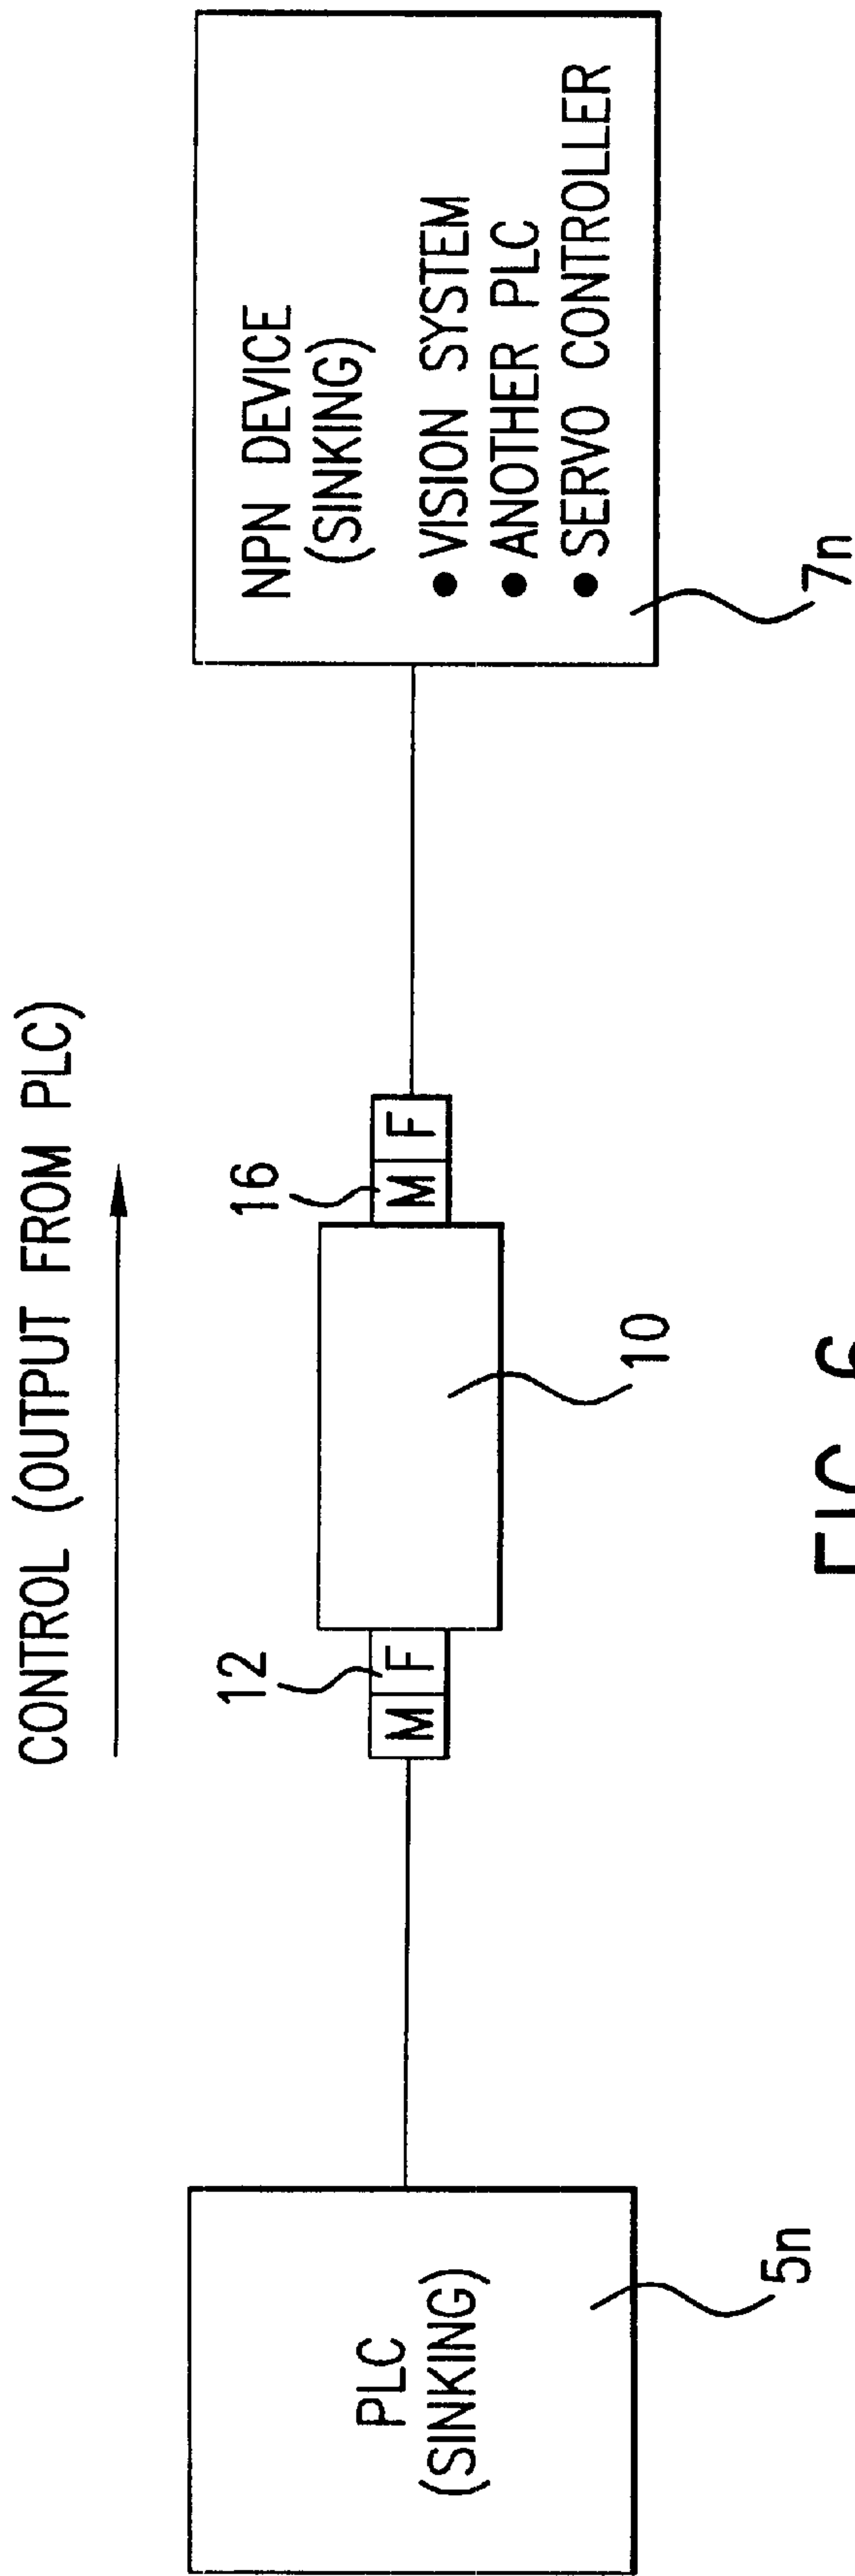 CONTROL (OUTPUT FROM PLC)
PLC
(SINKING)
5n
12
M F
10
16
M F
NPN DEVICE
(SINKING)
● VISION SYSTEM
● ANOTHER PLC
● SERVO CONTROLLER
7n
FIG. 6